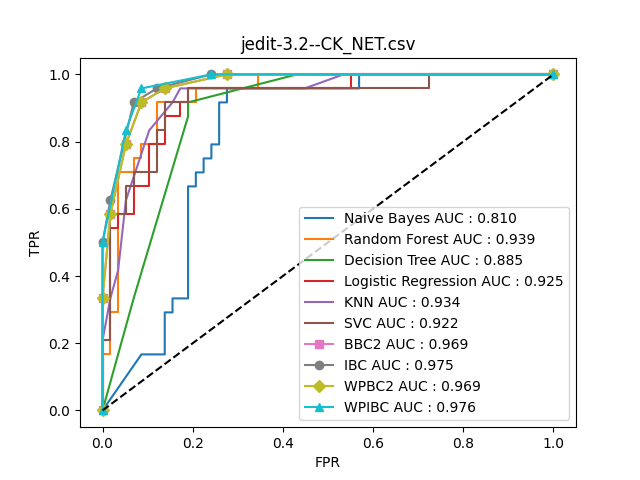 jedit-3.2--CK_NET.csv
TPR
1.0
0.8
0.6
0.4
0.2
0.0
Naive Bayes AUC : 0.810
Random Forest AUC : 0.939
Decision Tree AUC : 0.885
Logistic Regression AUC : 0.925
KNN AUC : 0.934
SVC AUC : 0.922
BBC2 AUC : 0.969
IBC AUC : 0.975
WPBC2 AUC : 0.969
WPIBC AUC : 0.976
0.0 0.2 0.4 0.6 0.8 1.0
FPR